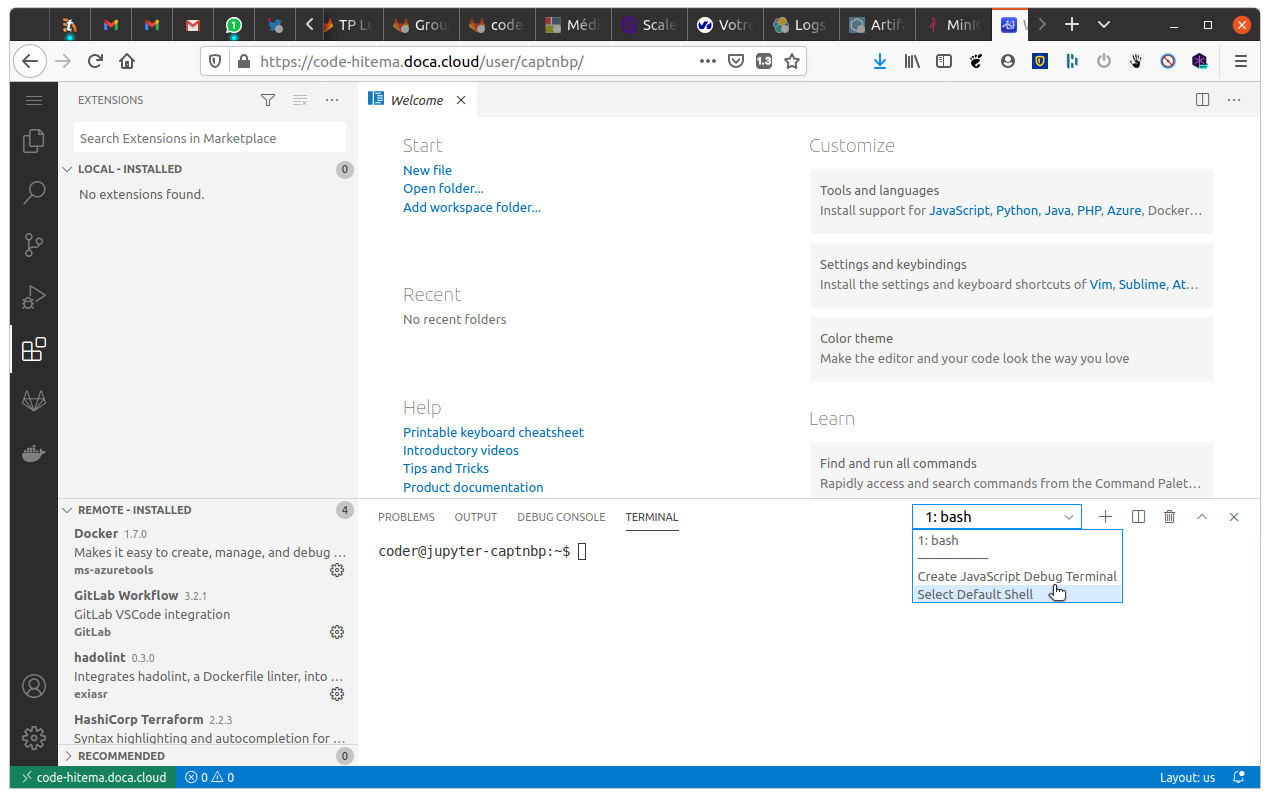 1
TP Lu
Grou
code-
Médi
Scale
Votre
Logs
Artif
MinIO
https://code-hitema.doca.cloud/user/captnbp/
1.3
EXTENSIONS
Search Extensions in Marketplace
LOCAL - INSTALLED
0
No extensions found.
Welcome
Start
New file
Open folder...
Add workspace folder...
Recent
No recent folders
Help
Printable keyboard cheatsheet
Introductory videos
Tips and Tricks
Product documentation
Customize
Tools and languages
Install support for JavaScript, Python, Java, PHP, Azure, Docker...
Settings and keybindings
Install the settings and keyboard shortcuts of Vim, Sublime, At...
Color theme
Make the editor and your code look the way you love
Learn
Find and run all commands
Rapidly access and search commands from the Command Palet...
REMOTE - INSTALLED
4
Docker 1.7.0
Makes it easy to create, manage, and debug ...
ms-azuretools
GitLab Workflow 3.2.1
GitLab VSCode integration
GitLab
hadolint 0.3.0
Integrates hadolint, a Dockerfile linter, into ...
exiasr
HashiCorp Terraform 2.2.3
Syntax highlighting and autocompletion for ...
RECOMMENDED
0
PROBLEMS
OUTPUT
DEBUG CONSOLE
TERMINAL
1: bash
coder@jupyter-captnbp:~$
1: bash
Create JavaScript Debug Terminal
Select Default Shell
code-hitema.doca.cloud
0
0
Layout: us